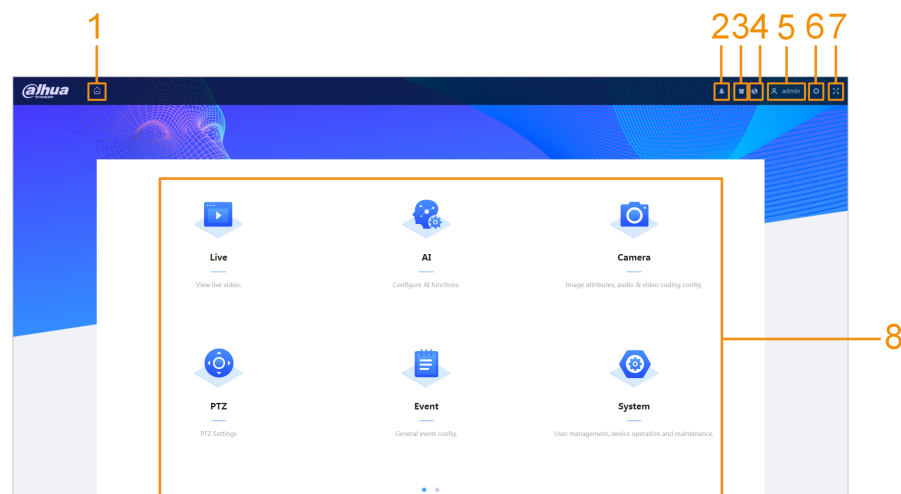 1
2 3 4 5 6 7
alhua
TECHNOLOGY
admin
Live
AI
Camera
View live video.
Configure AI functions.
Image attributes, audio & video coding config.
8
PTZ
Event
System
PTZ Settings
General event config.
User management, device operation and maintenance.